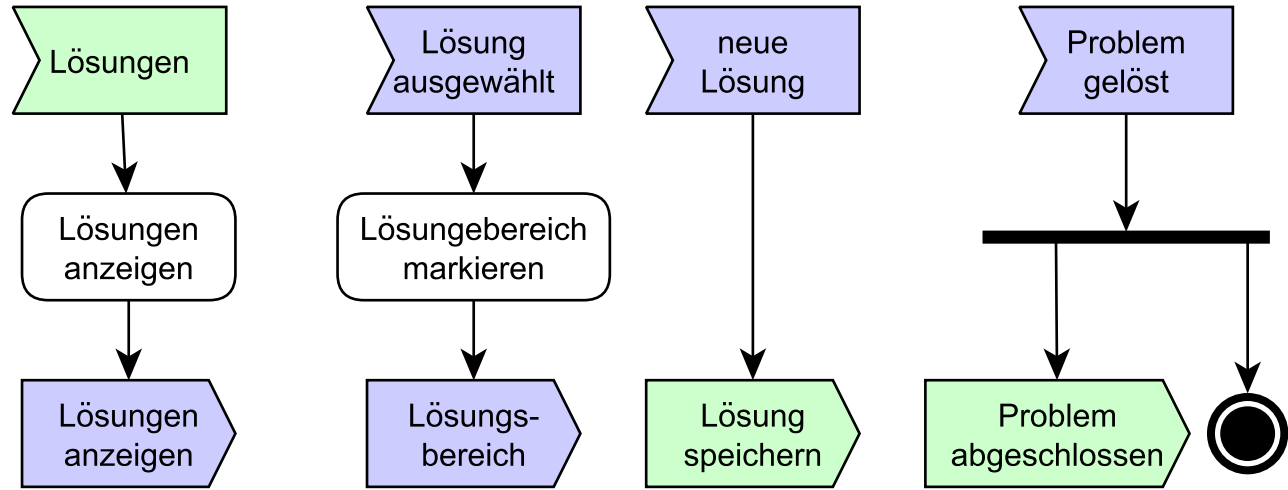 Lösungen
Lösung
ausgewählt
neue
Lösung
Problem
gelöst
Lösungen
anzeigen
Lösungebereich
markieren
Lösungen
anzeigen
Lösungs-
bereich
Lösung
speichern
Problem
abgeschlossen